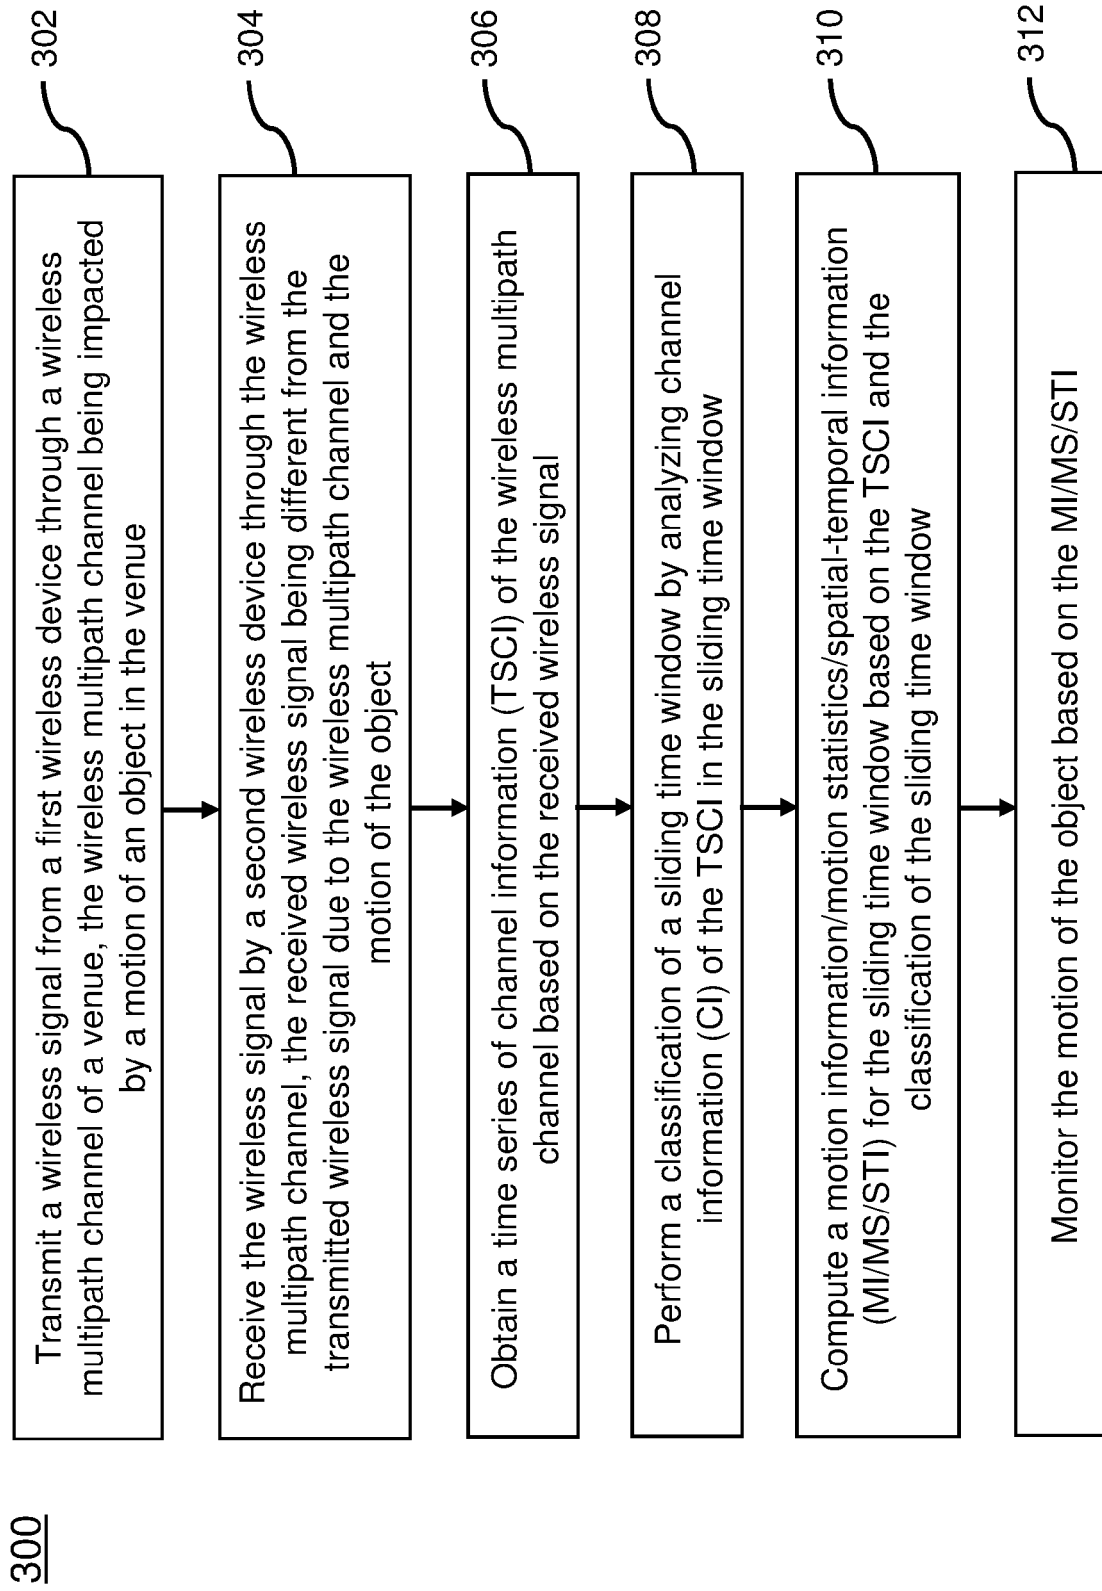 300
302
Transmit a wireless signal from a first wireless device through a wireless
multipath channel of a venue, the wireless multipath channel being impacted
by a motion of an object in the venue
304
Receive the wireless signal by a second wireless device through the wireless
multipath channel, the received wireless signal being different from the
transmitted wireless signal due to the wireless multipath channel and the
motion of the object
306
Obtain a time series of channel information (TSCI) of the wireless multipath
channel based on the received wireless signal
308
Perform a classification of a sliding time window by analyzing channel
information (CI) of the TSCI in the sliding time window
310
Compute a motion information/motion statistics/spatial-temporal information
(MI/MS/STI) for the sliding time window based on the TSCI and the
classification of the sliding time window
312
Monitor the motion of the object based on the MI/MS/STI